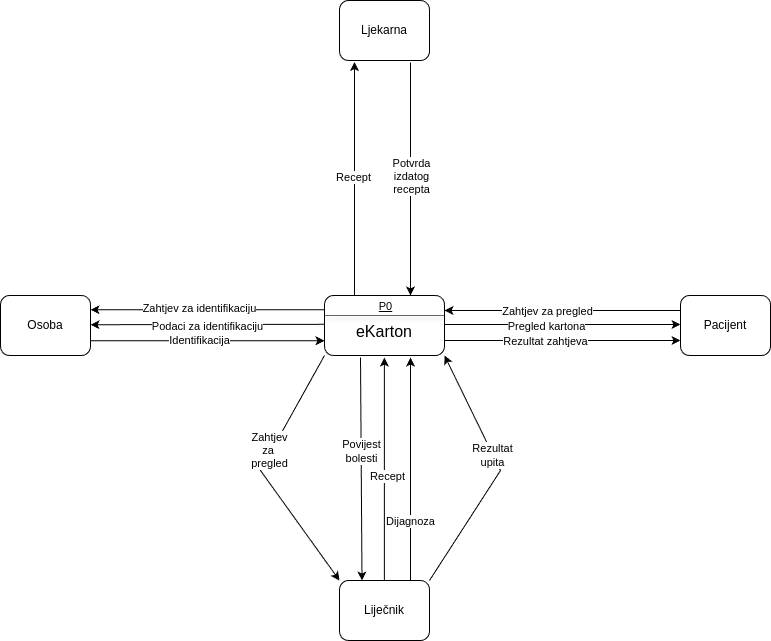 Ljekarna
Potvrda
izdatog
recepta
Recept
Zahtjev za identifikaciju
Podaci za identifikaciju
Identifikacija
Osoba
P0
eKarton
Zahtjev za pregled
Pregled kartona
Rezultat zahtjeva
Pacijent
Zahtjev
za
pregled
Povijest
bolesti
Recept
Dijagnoza
Rezultat
upita
Liječnik